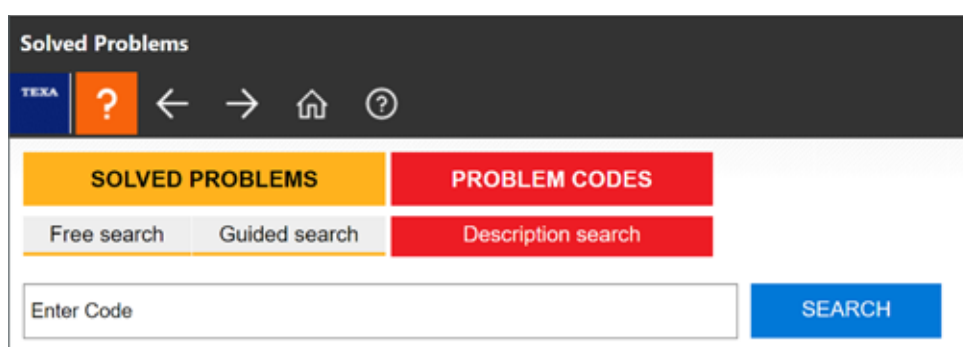 Solved Problems
TEXA ? ?
SOLVED PROBLEMS PROBLEM CODES
Free search Guided search Description search
Enter Code SEARCH